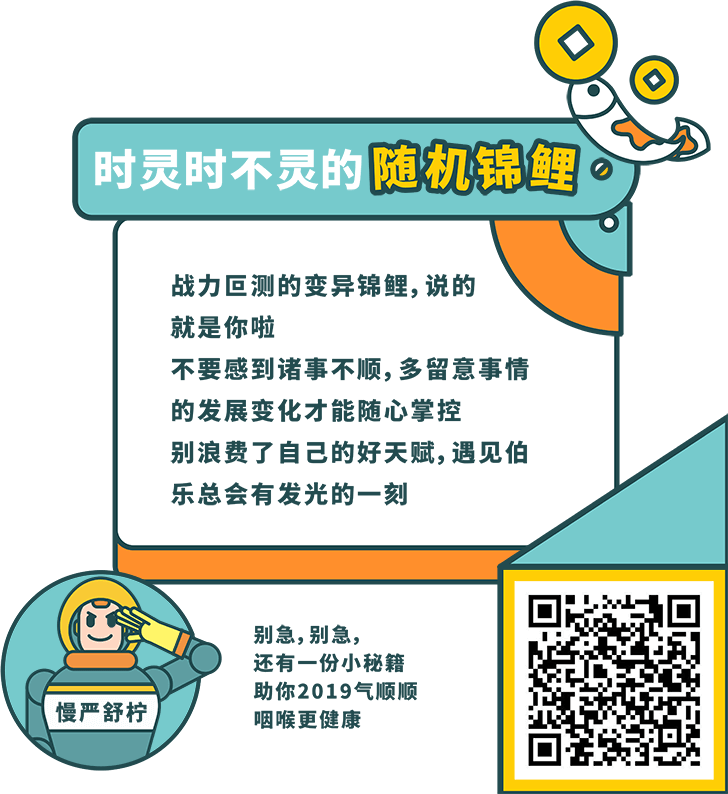 时灵时不灵的随机锦鲤
战力叵测的变异锦鲤，说的
就是你啦
不要感到诸事不顺，多留意事情
的发展变化才能随心掌控
别浪费了自己的好天赋，遇见伯
乐总会有发光的一刻
别急，别急，
还有一份小秘籍
助你2019气顺顺
咽喉更健康
慢严舒柠